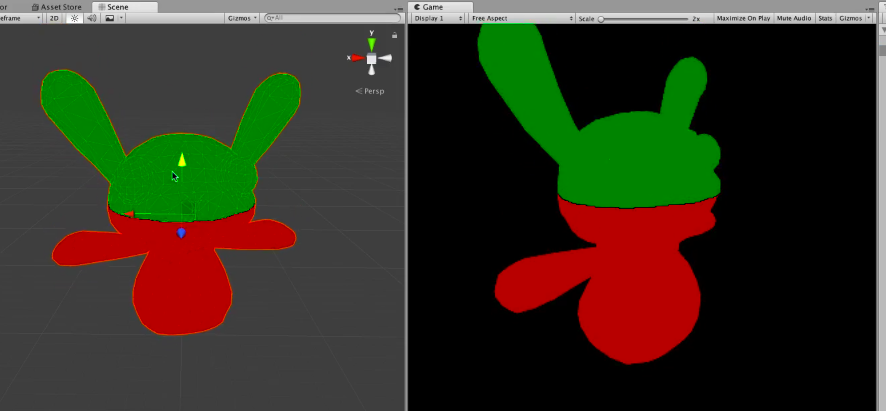 or Asset Store Scene Game
eframe 2D Gizmos All Display 1 Free Aspect Scale 2x Maximize On Play Mute Audio Stats Gizmos
y
x
Persp